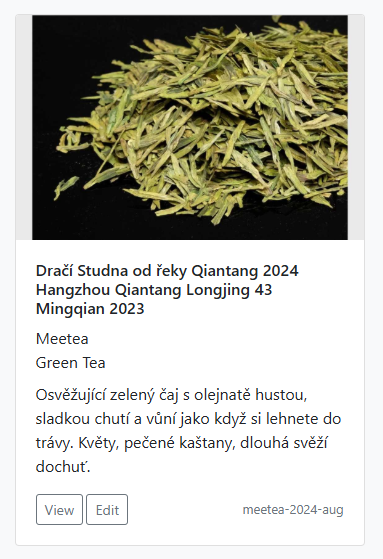 Dračí Studna od řeky Qiantang 2024
Hangzhou Qiantang Longjing 43
Mingqian 2023
Meetea
Green Tea
Osvěžující zelený čaj s olejnatě hustou,
sladkou chutí a vůní jako když si lehnete do
trávy. Květy, pečené kaštany, dlouhá svěží
dochuť.
View Edit meetea-2024-aug